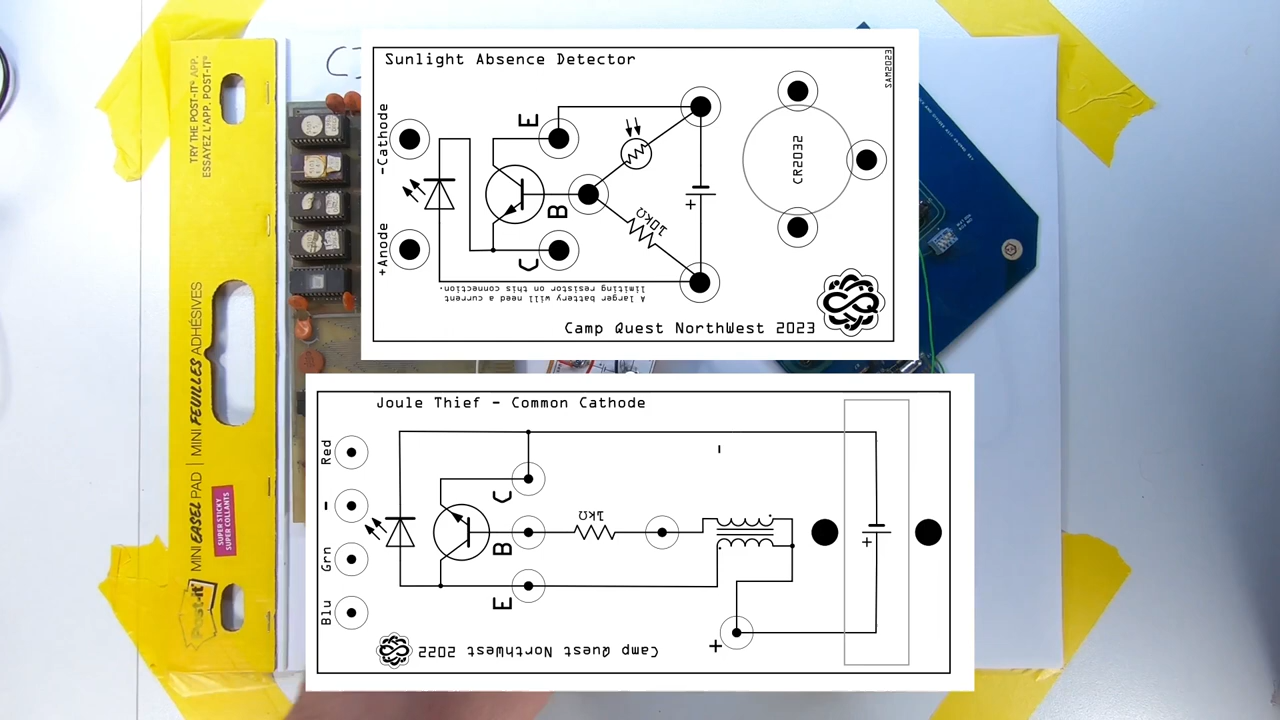 TRY THE POST-IT® APP.
ESSAYEZ L'APP. POST-IT®
MINI EASEL PAD | MINI FEUILLES ADHÉSIVES
SUPER STICKY
SUPER COLLANTS
Post-it
Sunlight Absence Detector
SAM2023
-Cathode
+Anode
E
B
C
10kΩ
+
CR2032
A larger battery will need a current
limiting resistor on this connection.
Camp Quest NorthWest 2023
Joule Thief - Common Cathode
Red
-
Grn
Blu
C
B
E
1kΩ
-
+
+
Camp Quest NorthWest 2022